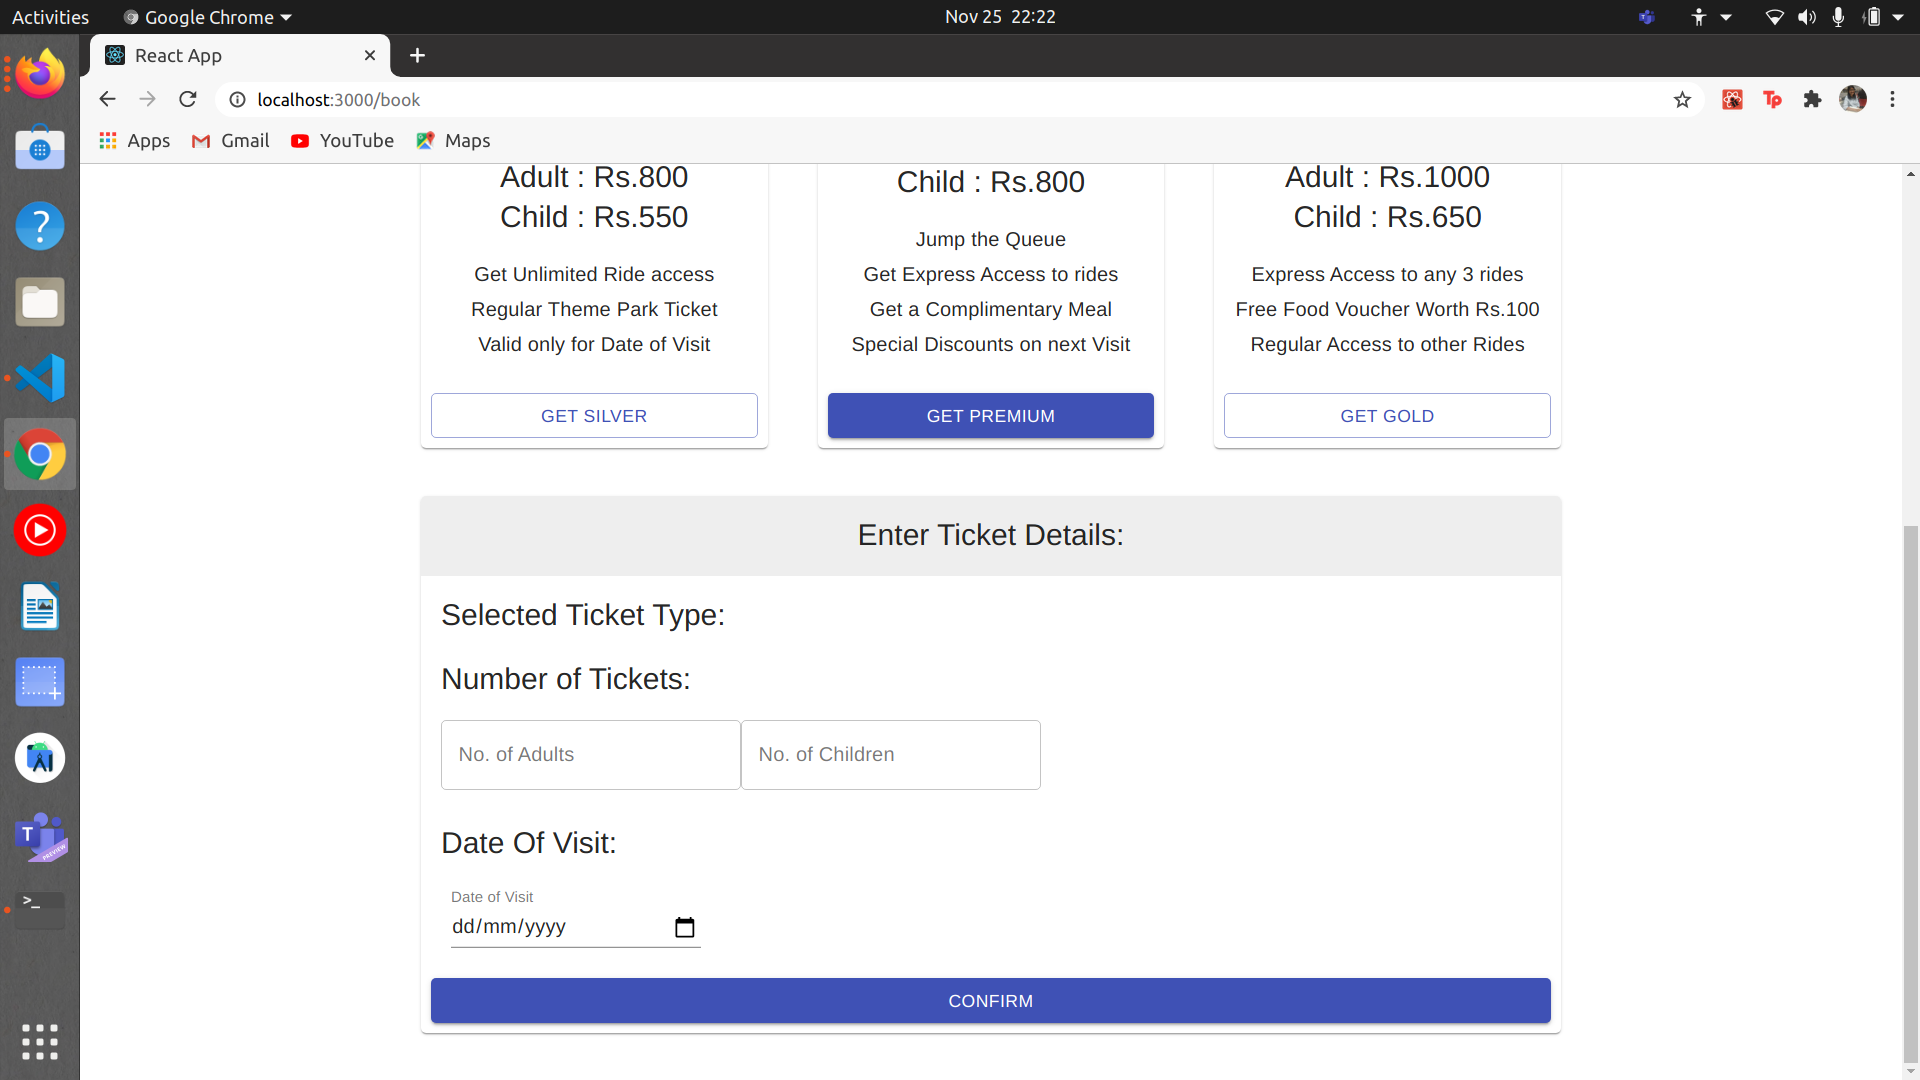 Activities
Google Chrome
Nov 25 22:22
React App
localhost:3000/book
Tp
Apps
Gmail
YouTube
Maps
Adult : Rs.800
Child : Rs.550
Get Unlimited Ride access
Regular Theme Park Ticket
Valid only for Date of Visit
GET SILVER
Child : Rs.800
Jump the Queue
Get Express Access to rides
Get a Complimentary Meal
Special Discounts on next Visit
GET PREMIUM
Adult : Rs.1000
Child : Rs.650
Express Access to any 3 rides
Free Food Voucher Worth Rs.100
Regular Access to other Rides
GET GOLD
Enter Ticket Details:
Selected Ticket Type:
Number of Tickets:
No. of Adults
No. of Children
Date Of Visit:
Date of Visit
dd/mm/yyyy
CONFIRM
?
T
PREVIEW
>_